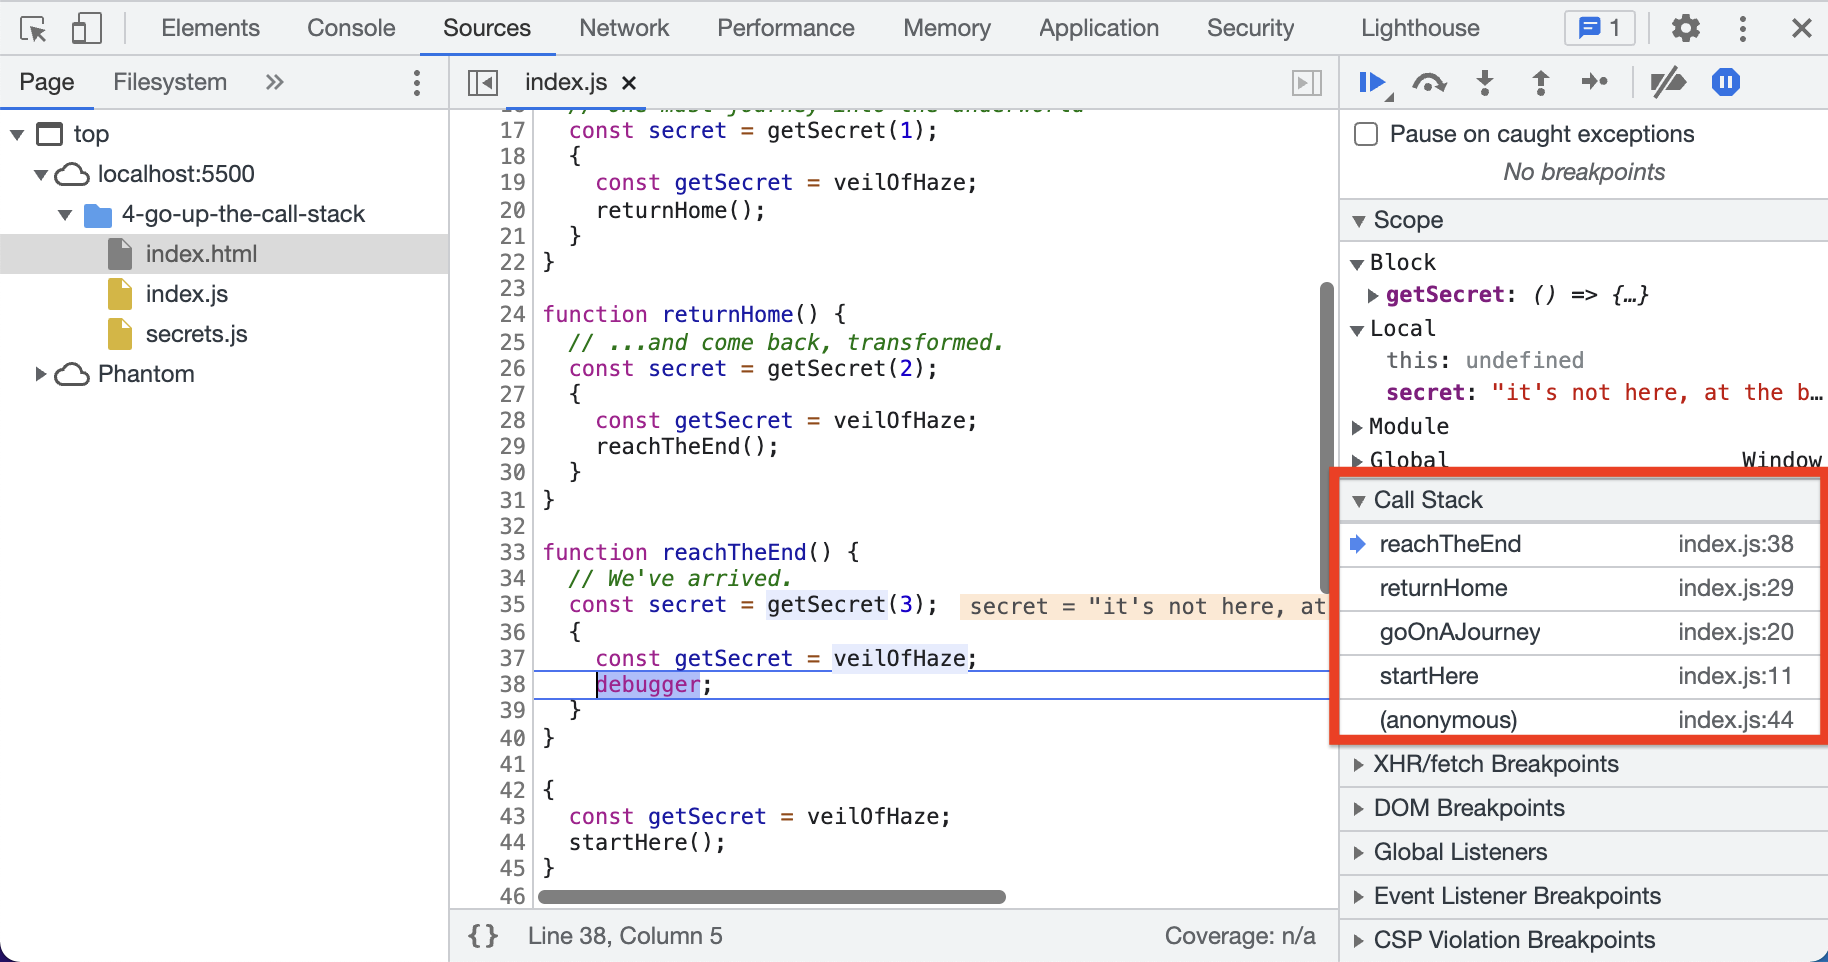 Elements Console Sources Network Performance Memory Application Security Lighthouse 1
Page Filesystem
index.js
Pause on caught exceptions
No breakpoints
top
localhost:5500
4-go-up-the-call-stack
index.html
index.js
secrets.js
Phantom
17 const secret = getSecret(1);
18 {
19 const getSecret = veilOfHaze;
20 returnHome();
21 }
22 }
23
24 function returnHome() {
25 // ...and come back, transformed.
26 const secret = getSecret(2);
27 {
28 const getSecret = veilOfHaze;
29 reachTheEnd();
30 }
31 }
32
33 function reachTheEnd() {
34 // We've arrived.
35 const secret = getSecret(3); secret = "it's not here, at
36 {
37 const getSecret = veilOfHaze;
38 debugger;
39 }
40 }
41
42 {
43 const getSecret = veilOfHaze;
44 startHere();
45 }
46
{} Line 38, Column 5 Coverage: n/a
Scope
Block
getSecret: () => {…}
Local
this: undefined
secret: "it's not here, at the b…
Module
Global Window
Call Stack
reachTheEnd index.js:38
returnHome index.js:29
goOnAJourney index.js:20
startHere index.js:11
(anonymous) index.js:44
XHR/fetch Breakpoints
DOM Breakpoints
Global Listeners
Event Listener Breakpoints
CSP Violation Breakpoints